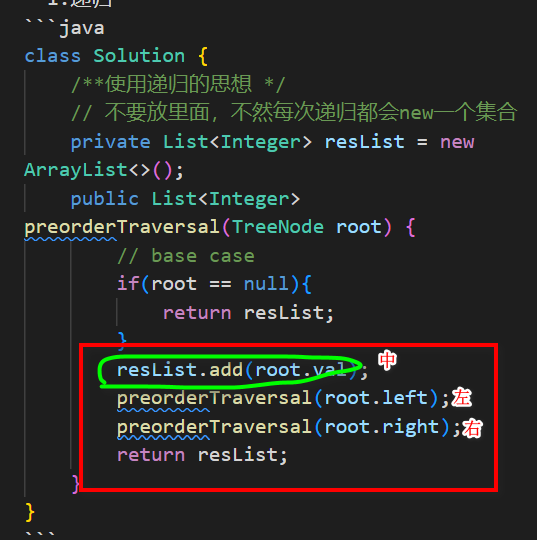 1.递归
```java
class Solution {
/**使用递归的思想 */
// 不要放里面，不然每次递归都会new一个集合
private List<Integer> resList = new
ArrayList<>();
public List<Integer>
preorderTraversal(TreeNode root) {
// base case
if(root == null){
return resList;
}
resList.add(root.val); 中
preorderTraversal(root.left);左
preorderTraversal(root.right);右
return resList;
}
}
```